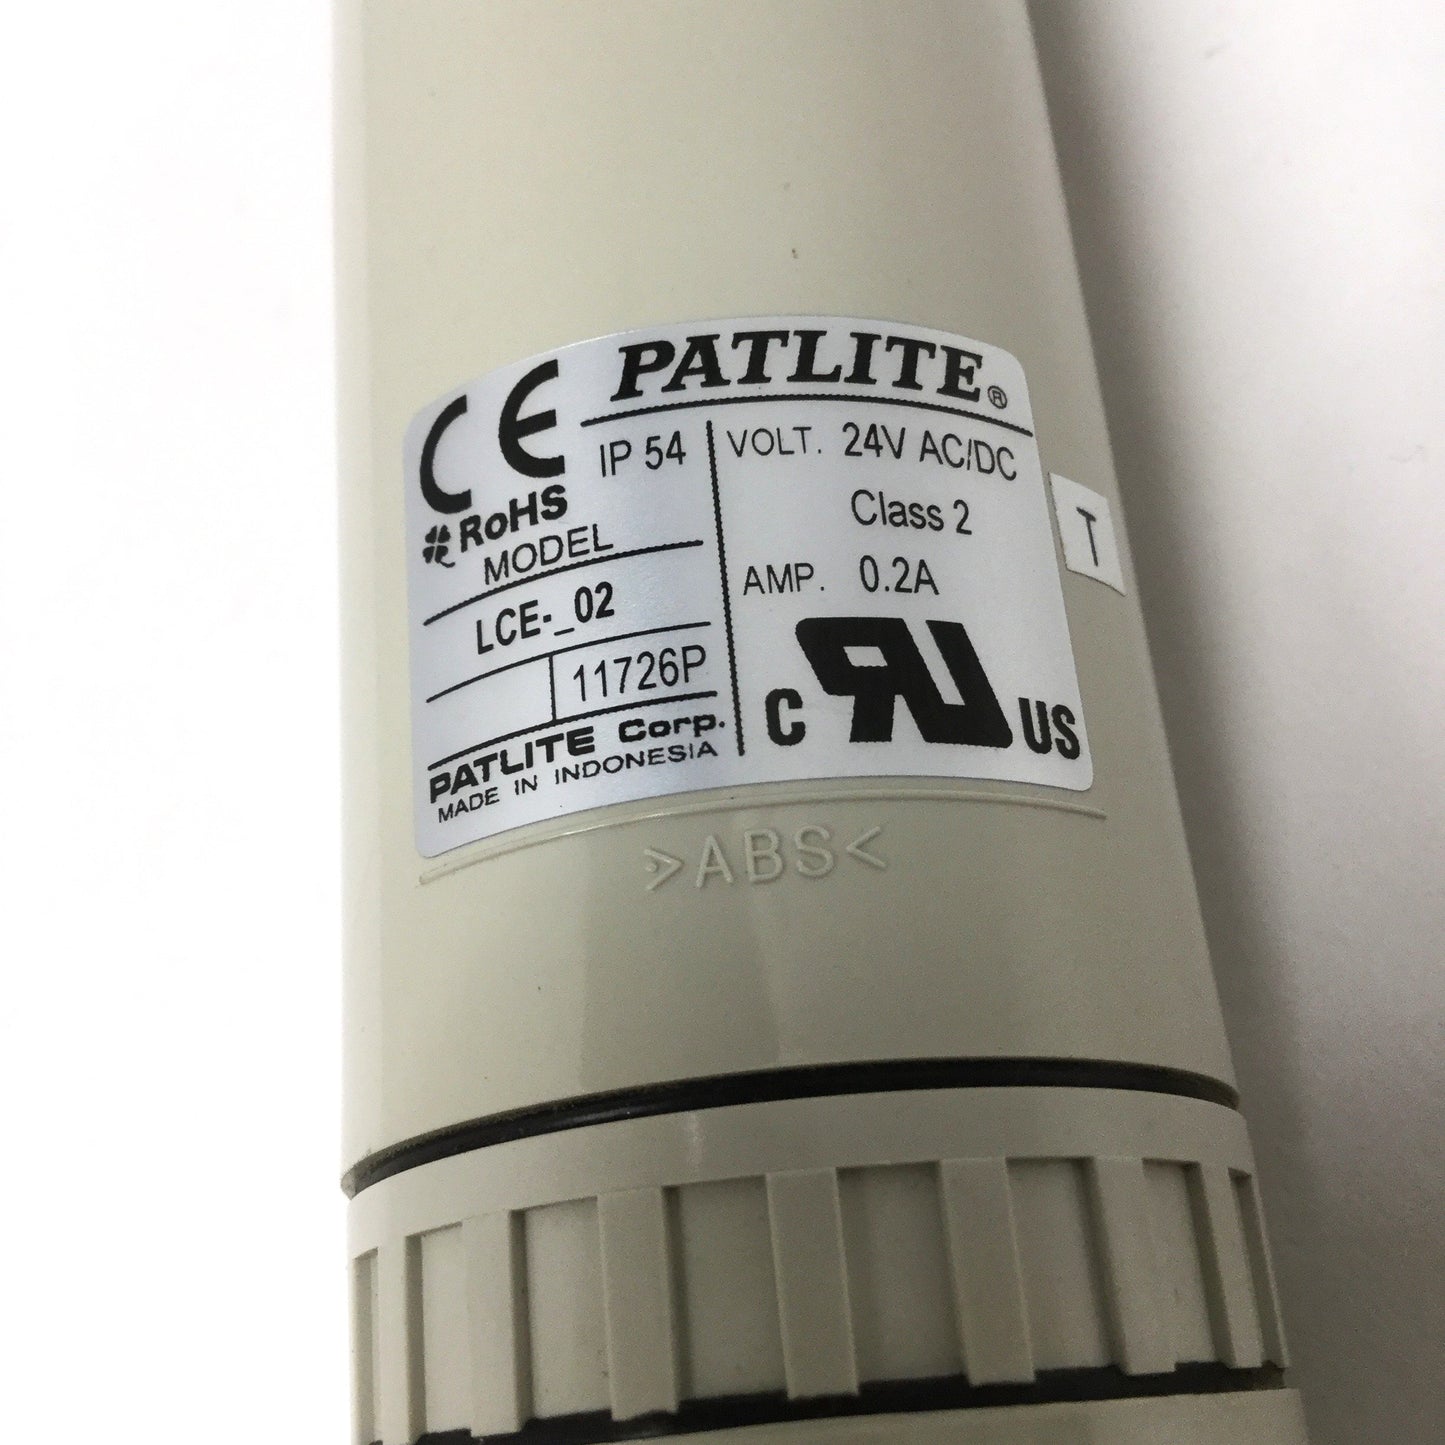 PATLITE®
CE
IP 54
RoHS
MODEL
LCE-_02
11726P
PATLITE Corp.
MADE IN INDONESIA
VOLT. 24V AC/DC
Class 2
AMP. 0.2A
C RU US
T
>ABS<